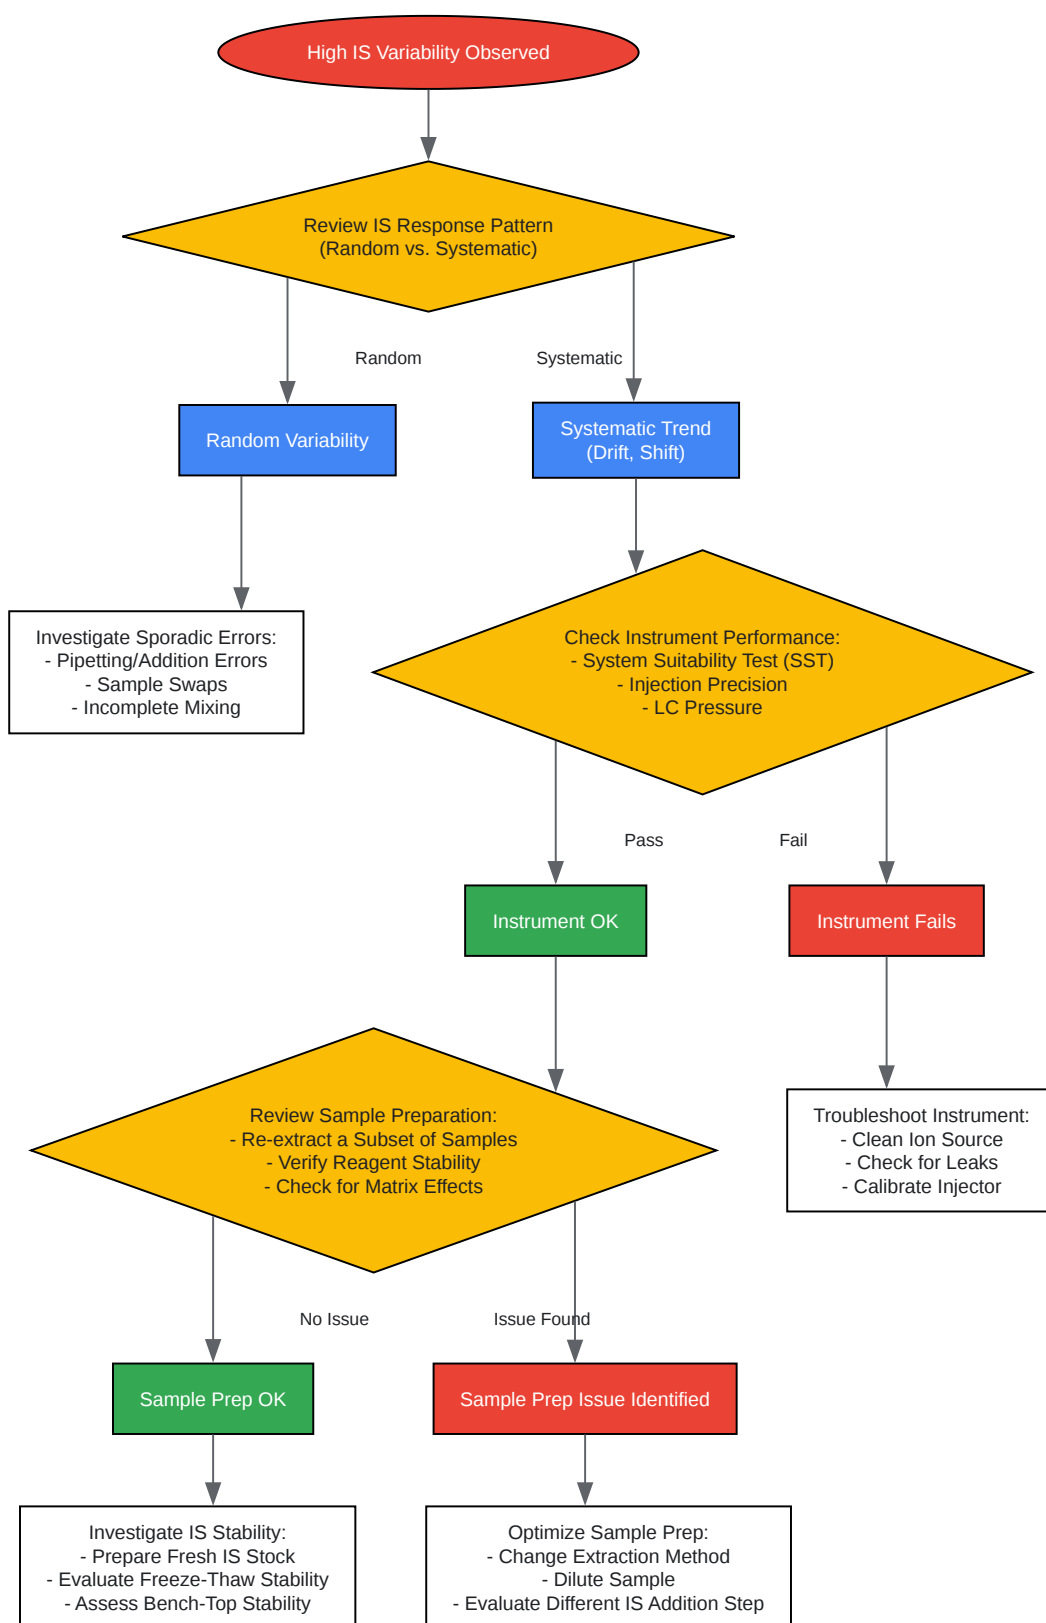 High IS Variability Observed
Review IS Response Pattern
(Random vs. Systematic)
Random
Systematic
Random Variability
Systematic Trend
(Drift, Shift)
Investigate Sporadic Errors:
- Pipetting/Addition Errors
- Sample Swaps
- Incomplete Mixing
Check Instrument Performance:
- System Suitability Test (SST)
- Injection Precision
- LC Pressure
Pass
Fail
Instrument OK
Instrument Fails
Review Sample Preparation:
- Re-extract a Subset of Samples
- Verify Reagent Stability
- Check for Matrix Effects
Troubleshoot Instrument:
- Clean Ion Source
- Check for Leaks
- Calibrate Injector
No Issue
Issue Found
Sample Prep OK
Sample Prep Issue Identified
Investigate IS Stability:
- Prepare Fresh IS Stock
- Evaluate Freeze-Thaw Stability
- Assess Bench-Top Stability
Optimize Sample Prep:
- Change Extraction Method
- Dilute Sample
- Evaluate Different IS Addition Step